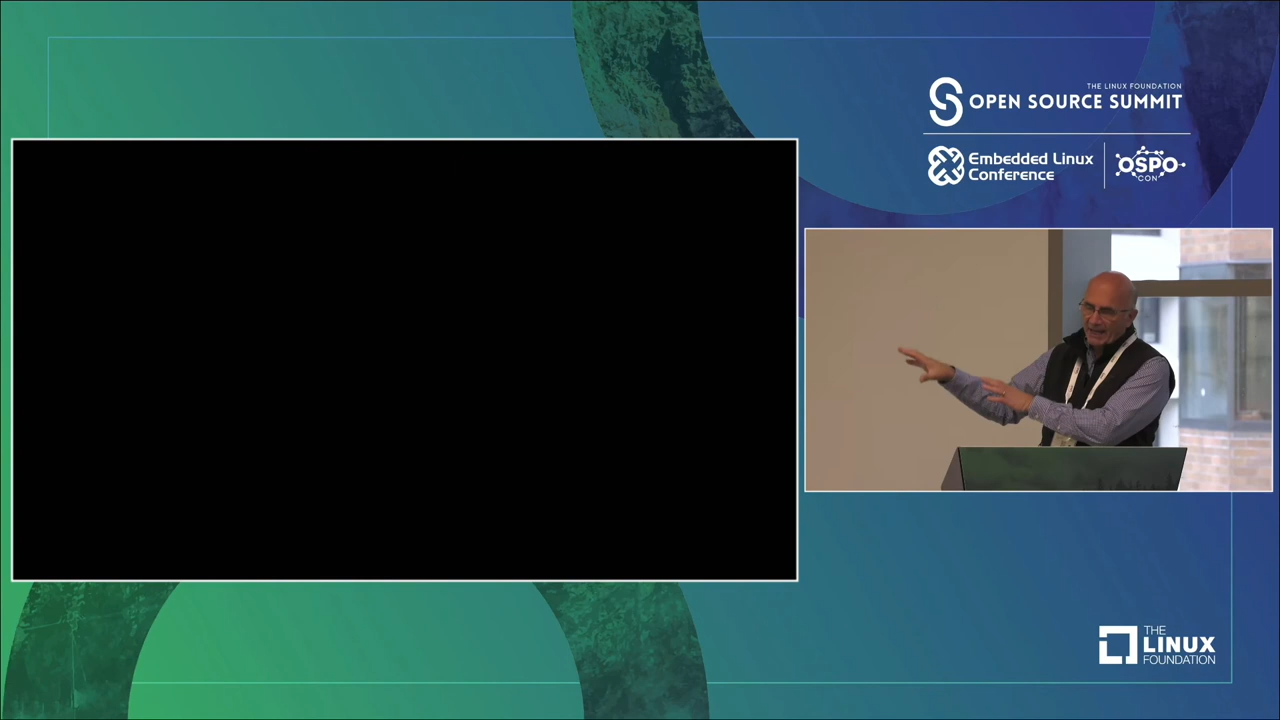 THE LINUX FOUNDATION
OPEN SOURCE SUMMIT
Embedded Linux
Conference
OSPO
CON
THE
LINUX
FOUNDATION